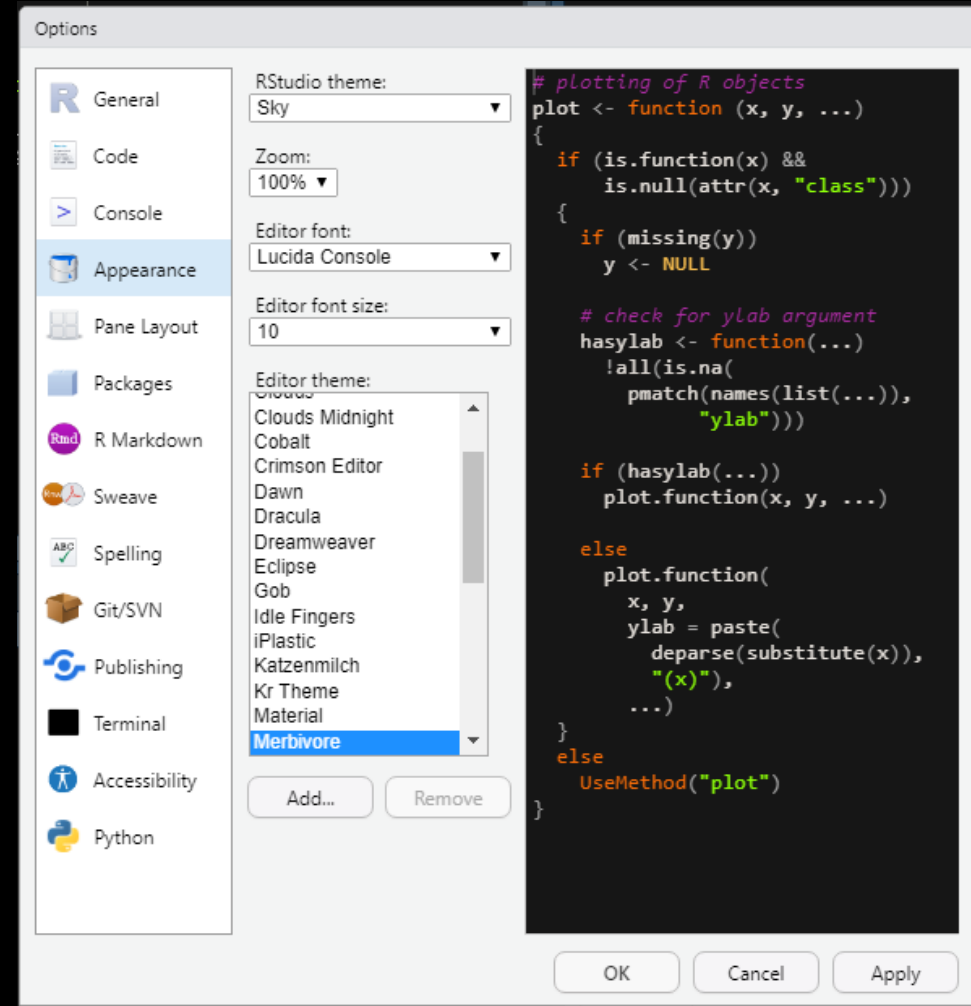 Options
General
Code
Console
Appearance
Pane Layout
Packages
Rmd R Markdown
Sweave
ABC Spelling
Git/SVN
Publishing
Terminal
Accessibility
Python
RStudio theme:
Sky
Zoom:
100%
Editor font:
Lucida Console
Editor font size:
10
Editor theme:
Clouds
Clouds Midnight
Cobalt
Crimson Editor
Dawn
Dracula
Dreamweaver
Eclipse
Gob
Idle Fingers
iPlastic
Katzenmilch
Kr Theme
Material
Merbivore
Add...
Remove
# plotting of R objects
plot <- function (x, y, ...)
{
  if (is.function(x) &&
      is.null(attr(x, "class")))
  {
    if (missing(y))
      y <- NULL
    # check for ylab argument
    hasylab <- function(...)
      !all(is.na(
        pmatch(names(list(...)),
              "ylab")))
    if (hasylab(...))
      plot.function(x, y, ...)
    else
      plot.function(
        x, y,
        ylab = paste(
          deparse(substitute(x)),
          "(x)"),
        ...)
  }
  else
    UseMethod("plot")
}
OK
Cancel
Apply